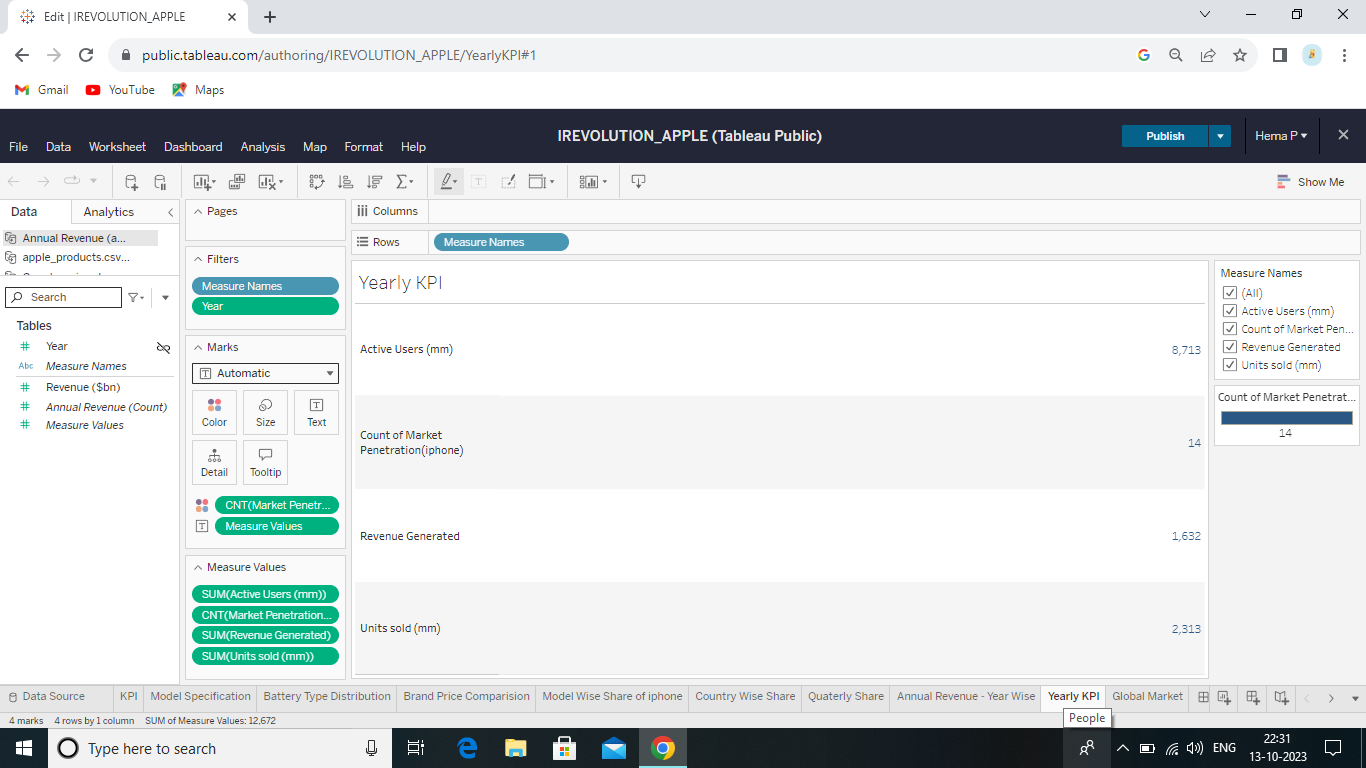 Edit | IREVOLUTION_APPLE
public.tableau.com/authoring/IREVOLUTION_APPLE/YearlyKPI#1
Gmail YouTube Maps
IREVOLUTION_APPLE (Tableau Public)
Publish
Hema P
File Data Worksheet Dashboard Analysis Map Format Help
Show Me
Data Analytics
Pages
Columns
Annual Revenue (a...
apple_products.csv...
Rows
Measure Names
Filters
Measure Names
Year
Search
Tables
Year
Abc Measure Names
Revenue ($bn)
Annual Revenue (Count)
Measure Values
Marks
Automatic
Color Size Text
Detail Tooltip
CNT(Market Penetr...
Measure Values
Measure Values
SUM(Active Users (mm))
CNT(Market Penetration...
SUM(Revenue Generated)
SUM(Units sold (mm))
Yearly KPI
Active Users (mm) 8,713
Count of Market
Penetration(iphone) 14
Revenue Generated 1,632
Units sold (mm) 2,313
Measure Names
(All)
Active Users (mm)
Count of Market Pen...
Revenue Generated
Units sold (mm)
Count of Market Penetrat...
14
Data Source KPI Model Specification Battery Type Distribution Brand Price Comparision Model Wise Share of iphone Country Wise Share Quaterly Share Annual Revenue - Year Wise Yearly KPI Global Market
4 marks 4 rows by 1 column SUM of Measure Values: 12,672
People
Type here to search
ENG
22:31
13-10-2023